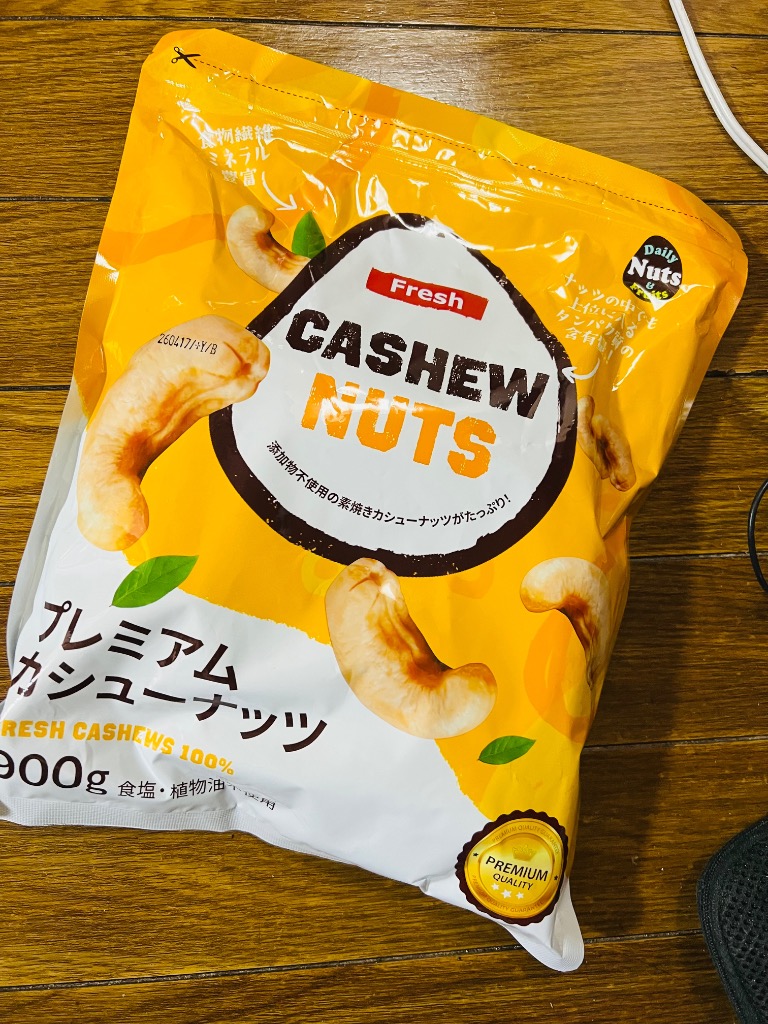 食物繊維
ミネラル
豊富
Daily
Nuts
&
FRUITS
ナッツの中でも
上位に入る
タンパク質の
含有量!
Fresh
CASHEW
NUTS
添加物不使用の素焼きカシューナッツがたっぷり!
260417/+Y/B
プレミアム
カシューナッツ
FRESH CASHEWS 100%
900g 食塩・植物油不使用
PREMIUM QUALITY
PREMIUM
QUALITY